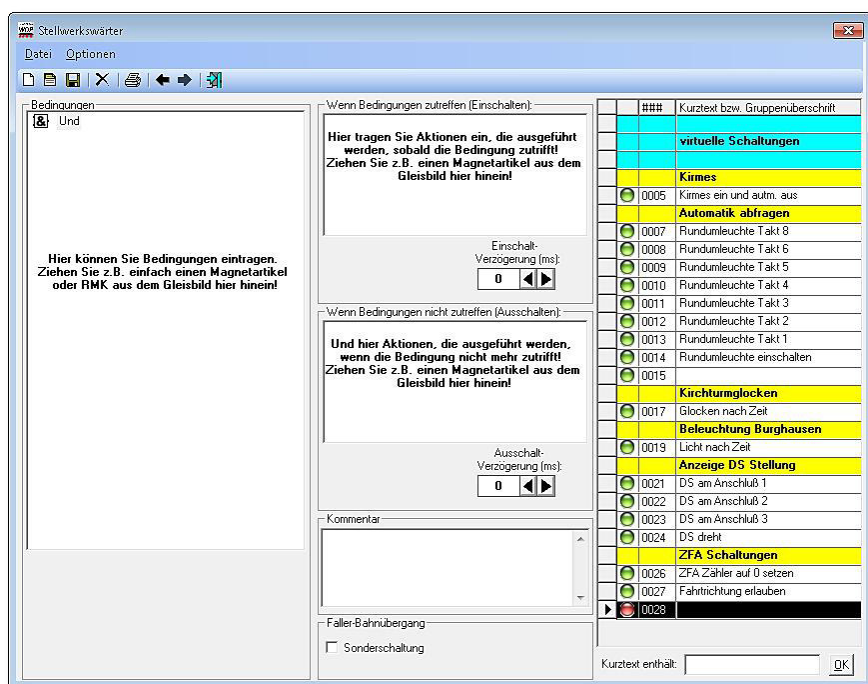 WDP Stellwerkswärter
Datei Optionen
Bedingungen
& Und
Hier können Sie Bedingungen eintragen.
Ziehen Sie z.B. einfach einen Magnetartikel
oder RMK aus dem Gleisbild hier hinein!
Wenn Bedingungen zutreffen (Einschalten):
Hier tragen Sie Aktionen ein, die ausgeführt
werden, sobald die Bedingung zutrifft!
Ziehen Sie z.B. einen Magnetartikel aus dem
Gleisbild hier hinein!
Einschalt-
Verzögerung (ms):
0
Wenn Bedingungen nicht zutreffen (Ausschalten):
Und hier Aktionen, die ausgeführt werden,
wenn die Bedingung nicht mehr zutrifft!
Ziehen Sie z.B. einen Magnetartikel aus dem
Gleisbild hier hinein!
Ausschalt-
Verzögerung (ms):
0
Kommentar
Faller-Bahnübergang
Sonderschaltung
### Kurztext bzw. Gruppenüberschrift
virtuelle Schaltungen
Kirmes
0005 Kirmes ein und autm. aus
Automatik abfragen
0007 Rundumleuchte Takt 8
0008 Rundumleuchte Takt 6
0009 Rundumleuchte Takt 5
0010 Rundumleuchte Takt 4
0011 Rundumleuchte Takt 3
0012 Rundumleuchte Takt 2
0013 Rundumleuchte Takt 1
0014 Rundumleuchte einschalten
0015
Kirchturmglocken
0017 Glocken nach Zeit
Beleuchtung Burghausen
0019 Licht nach Zeit
Anzeige DS Stellung
0021 DS am Anschluß 1
0022 DS am Anschluß 2
0023 DS am Anschluß 3
0024 DS dreht
ZFA Schaltungen
0026 ZFA Zähler auf 0 setzen
0027 Fahrtrichtung erlauben
0028
Kurztext enthält: OK